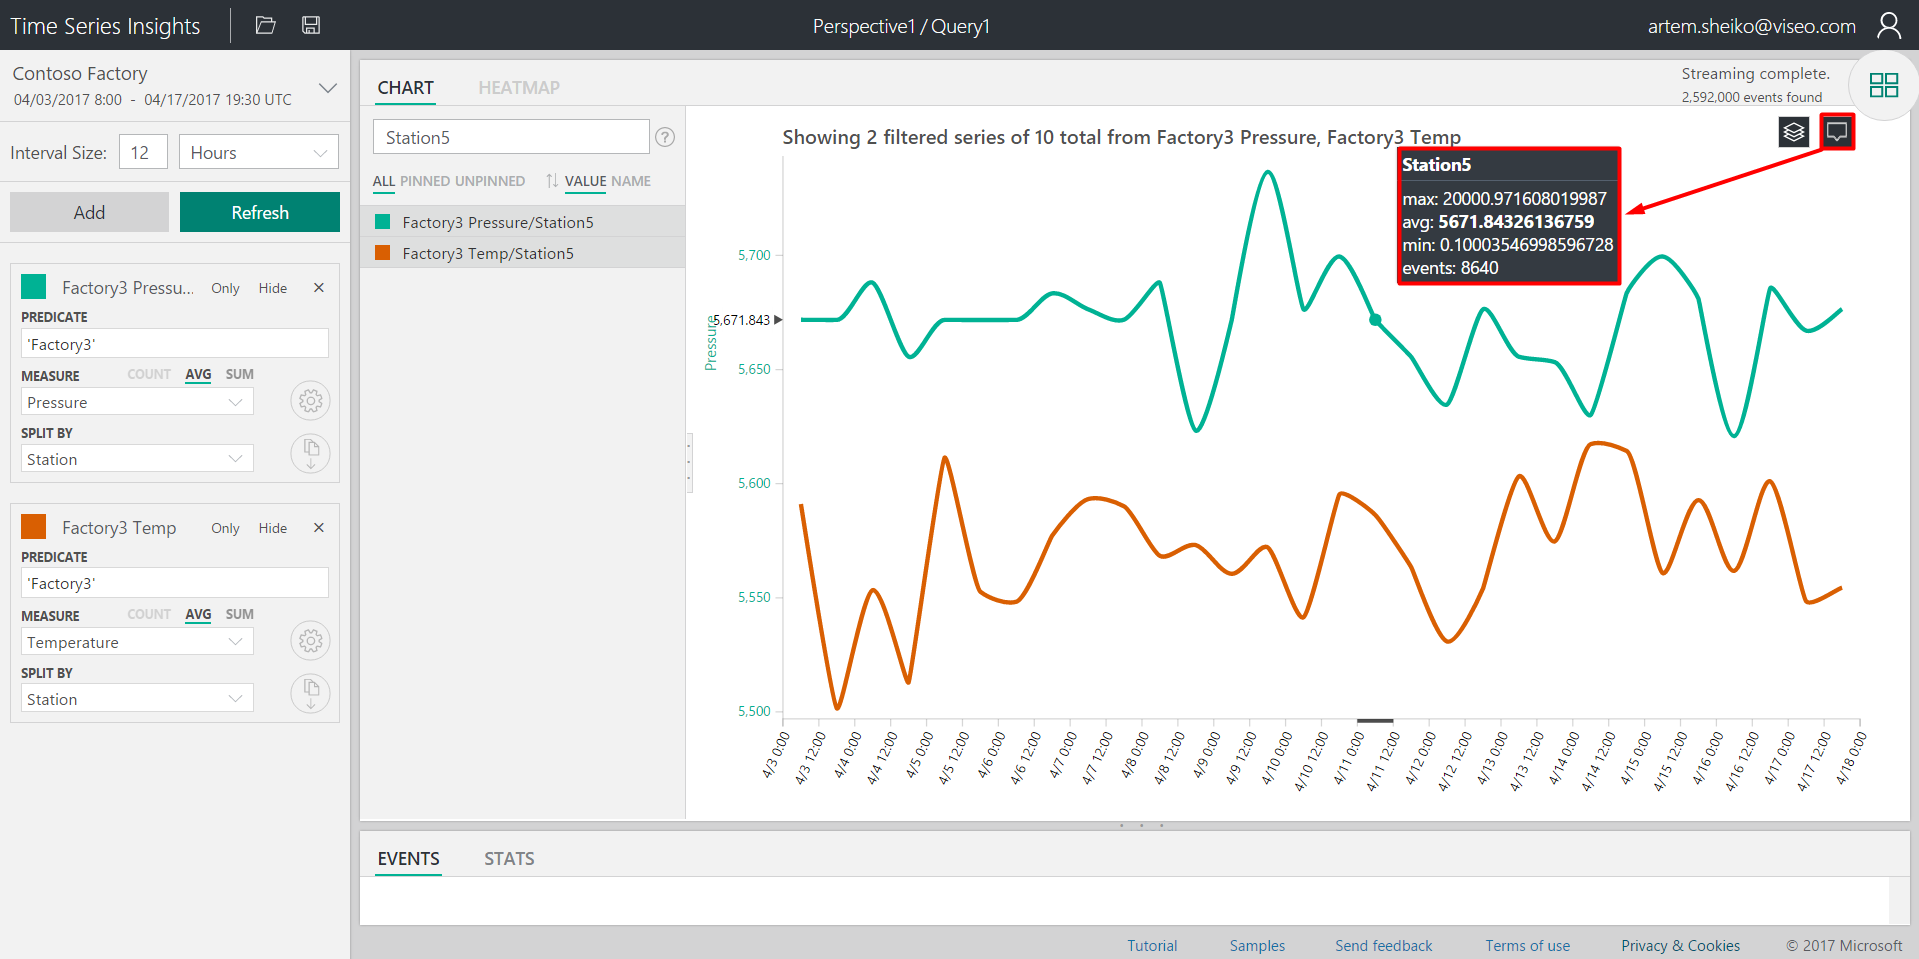 Time Series Insights
Perspective1 / Query1
artem.sheiko@viseo.com
Contoso Factory
04/03/2017 8:00 - 04/17/2017 19:30 UTC
Interval Size: 12 Hours
Add Refresh
Factory3 Pressu... Only Hide ×
PREDICATE
'Factory3'
MEASURE COUNT AVG SUM
Pressure
SPLIT BY
Station
Factory3 Temp Only Hide ×
PREDICATE
'Factory3'
MEASURE COUNT AVG SUM
Temperature
SPLIT BY
Station
CHART HEATMAP
Streaming complete.
2,592,000 events found
Station5 ?
ALL PINNED UNPINNED VALUE NAME
Factory3 Pressure/Station5
Factory3 Temp/Station5
Showing 2 filtered series of 10 total from Factory3 Pressure, Factory3 Temp
Station5
max: 20000.971608019987
avg: 5671.84326136759
min: 0.10003546998596728
events: 8640
Pressure
5,700
5,671.843
5,650
5,600
5,550
5,500
4/3 0:00
4/3 12:00
4/4 0:00
4/4 12:00
4/5 0:00
4/5 12:00
4/6 0:00
4/6 12:00
4/7 0:00
4/7 12:00
4/8 0:00
4/8 12:00
4/9 0:00
4/9 12:00
4/10 0:00
4/10 12:00
4/11 0:00
4/11 12:00
4/12 0:00
4/12 12:00
4/13 0:00
4/13 12:00
4/14 0:00
4/14 12:00
4/15 0:00
4/15 12:00
4/16 0:00
4/16 12:00
4/17 0:00
4/17 12:00
4/18 0:00
EVENTS STATS
Tutorial Samples Send feedback Terms of use Privacy & Cookies © 2017 Microsoft